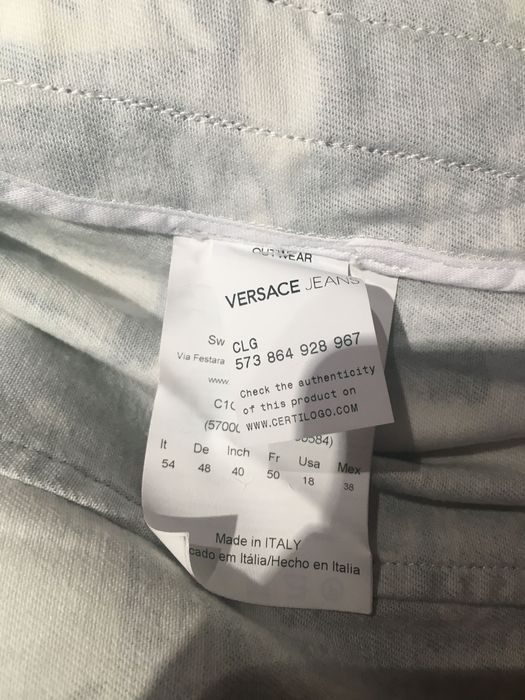 OUTWEAR
VERSACE JEANS
CLG
573 864 928 967
Check the authenticity
of this product on
WWW.CERTILOGO.COM
Sw
Via Festara
www.
C1
(5700 0584)
It De Inch Fr Usa Mex
54 48 40 50 18 38
Made in ITALY
cado em Itália/Hecho en Italia